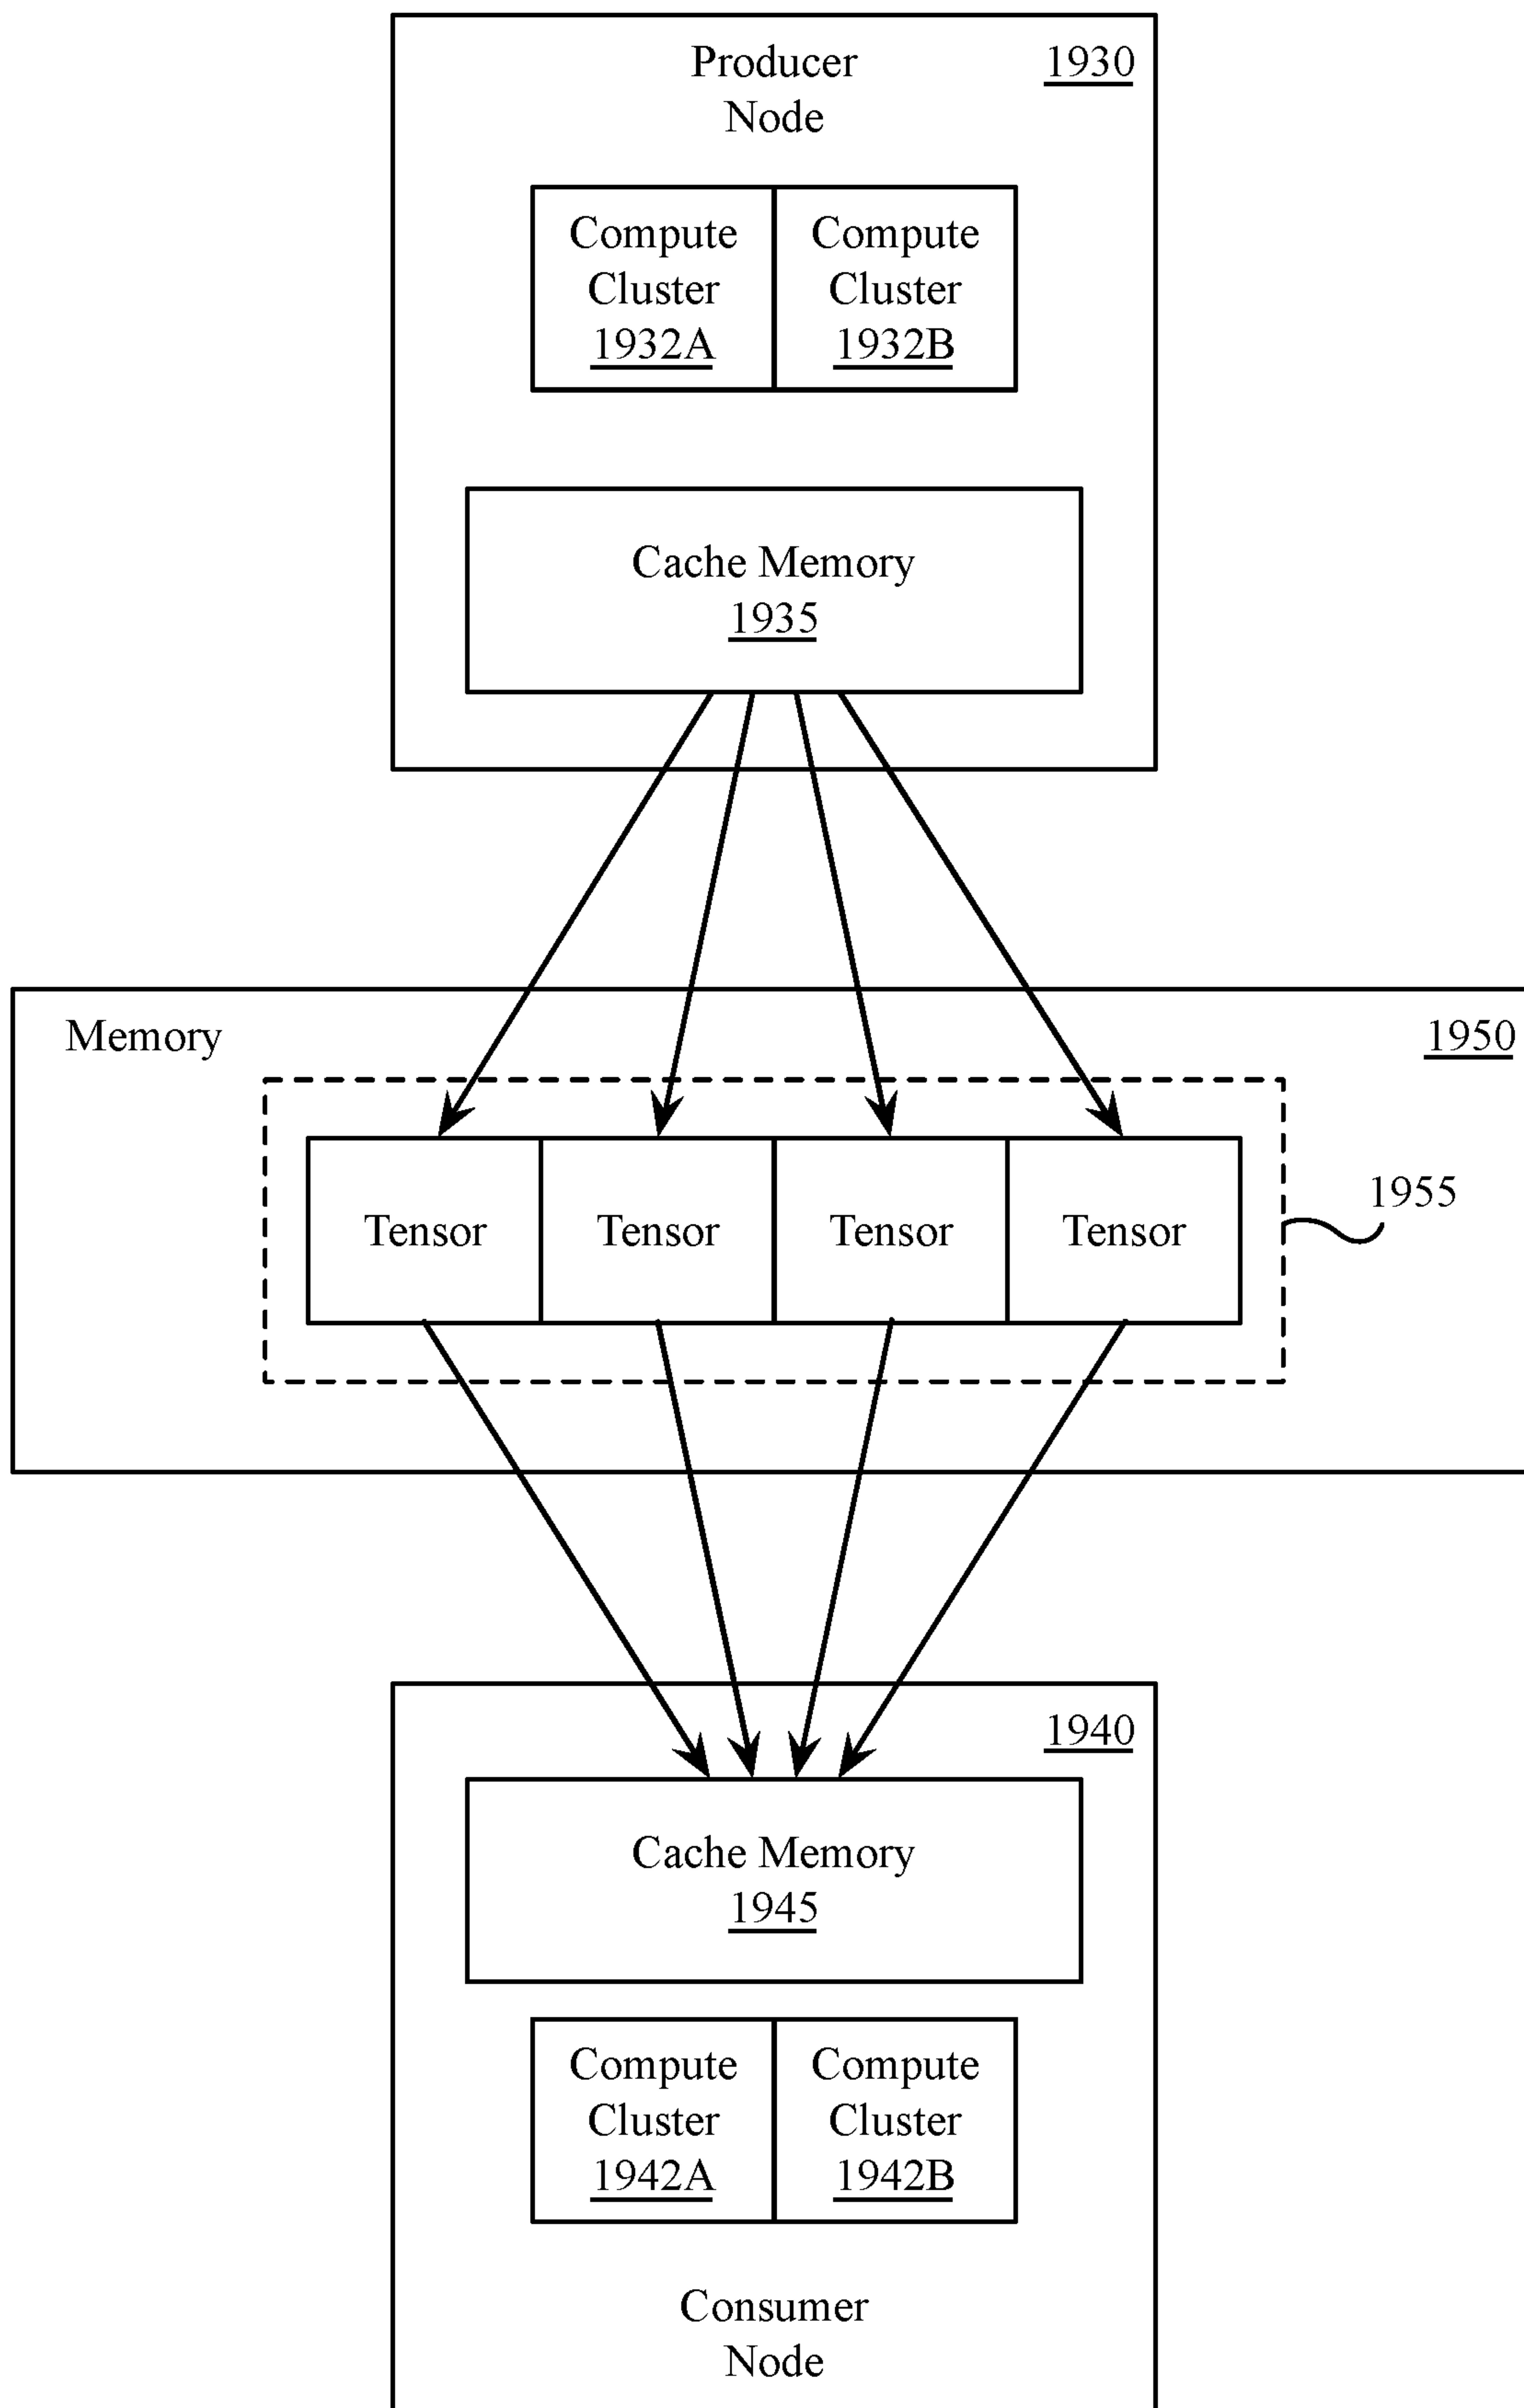 Producer
Node
1930
Compute
Cluster
1932A
Compute
Cluster
1932B
Cache Memory
1935
Memory
1950
Tensor
Tensor
Tensor
Tensor
1955
1940
Cache Memory
1945
Compute
Cluster
1942A
Compute
Cluster
1942B
Consumer
Node